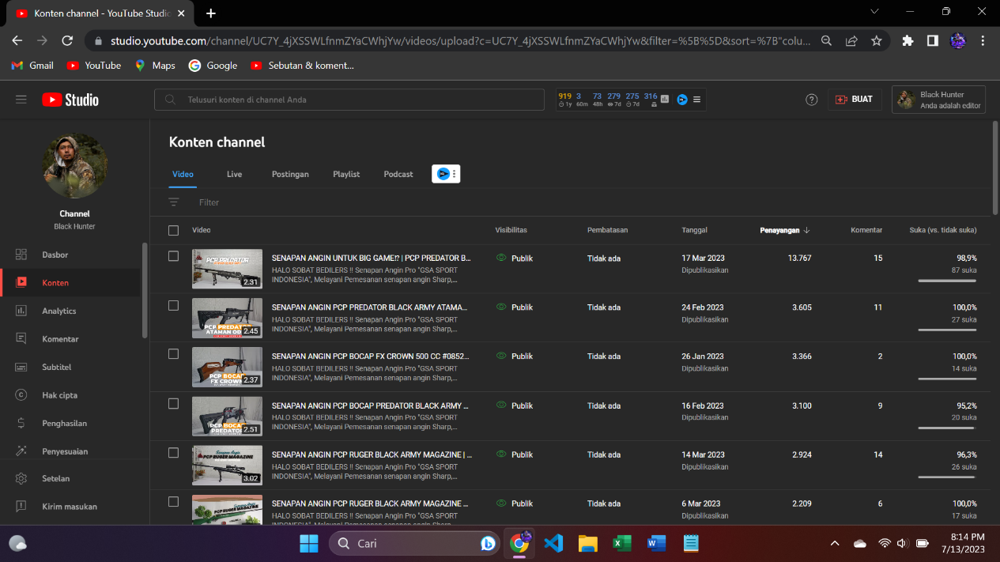 Konten channel - YouTube Studio
studio.youtube.com/channel/UC7Y_4jXSSWLfnmZYaCWhjYw/videos/upload?c=UC7Y_4jXSSWLfnmZYaCWhjYw&filter=%5B%5D&sort=%7B"colu...
Gmail YouTube Maps Google Sebutan & koment...
Studio
Telusuri konten di channel Anda
919 3 73 279 275 316
1y 60m 48h 7d 7d
BUAT
Black Hunter
Anda adalah editor
Konten channel
Video Live Postingan Playlist Podcast
Filter
Channel
Black Hunter
Dasbor
Konten
Analytics
Komentar
Subtitel
Hak cipta
Penghasilan
Penyesuaian
Setelan
Kirim masukan
Video Visibilitas Pembatasan Tanggal Penayangan Komentar Suka (vs. tidak suka)
PCP PREDATOR
2.31
SENAPAN ANGIN UNTUK BIG GAME!? | PCP PREDATOR B... Publik Tidak ada 17 Mar 2023 13.767 15 98,9%
HALO SOBAT BEDILERS !! Senapan Angin Pro "GSA SPORT Dipublikasikan 87 suka
INDONESIA", Melayani Pemesanan senapan angin Sharp,...
PCP PREDATOR
ATAMAN OD
2.45
SENAPAN ANGIN PCP PREDATOR BLACK ARMY ATAMA... Publik Tidak ada 24 Feb 2023 3.605 11 100,0%
HALO SOBAT BEDILERS !! Senapan Angin Pro "GSA SPORT Dipublikasikan 27 suka
INDONESIA", Melayani Pemesanan senapan angin Sharp,...
PCP BOCAP
FX CROWN
2.37
SENAPAN ANGIN PCP BOCAP FX CROWN 500 CC #0852... Publik Tidak ada 26 Jan 2023 3.366 2 100,0%
HALO SOBAT BEDILERS !! Senapan Angin Pro "GSA SPORT Dipublikasikan 14 suka
INDONESIA", Melayani Pemesanan senapan angin Sharp,...
PCP BOCAP
PREDATOR
2.51
SENAPAN ANGIN PCP BOCAP PREDATOR BLACK ARMY ... Publik Tidak ada 16 Feb 2023 3.100 9 95,2%
HALO SOBAT BEDILERS !! Senapan Angin Pro "GSA SPORT Dipublikasikan 20 suka
INDONESIA", Melayani Pemesanan senapan angin Sharp,...
Senapan Angin
PCP RUGER MAGAZINE
3.02
SENAPAN ANGIN PCP RUGER BLACK ARMY MAGAZINE | ... Publik Tidak ada 14 Mar 2023 2.924 14 96,3%
HALO SOBAT BEDILERS !! Senapan Angin Pro "GSA SPORT Dipublikasikan 26 suka
INDONESIA", Melayani Pemesanan senapan angin Sharp,...
PCP RUGER MAGAZINE
SENAPAN ANGIN PCP RUGER BLACK ARMY MAGAZINE ... Publik Tidak ada 6 Mar 2023 2.209 6 100,0%
HALO SOBAT BEDILERS !! Senapan Angin Pro "GSA SPORT Dipublikasikan 17 suka
INDONESIA", Melayani Pemesanan senapan angin Sharp,...
Cari
8:14 PM
7/13/2023